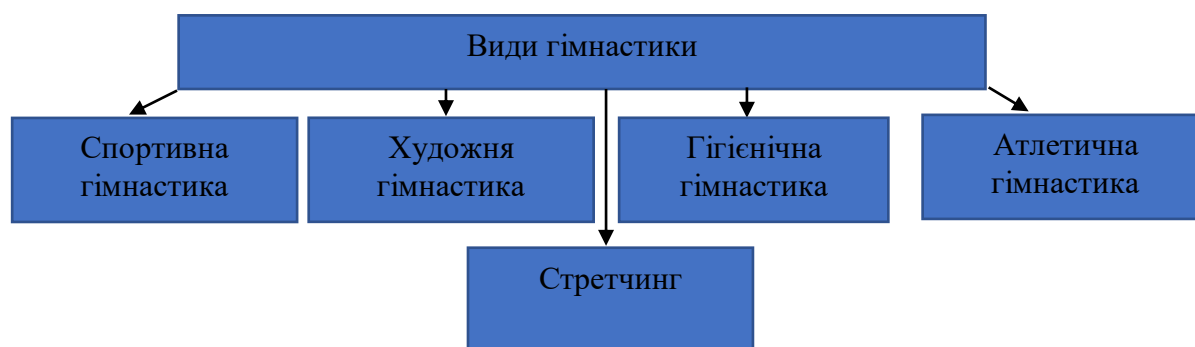 Види гімнастики
Спортивна
гімнастика
Художня
гімнастика
Гігієнічна
гімнастика
Атлетична
гімнастика
Стретчинг